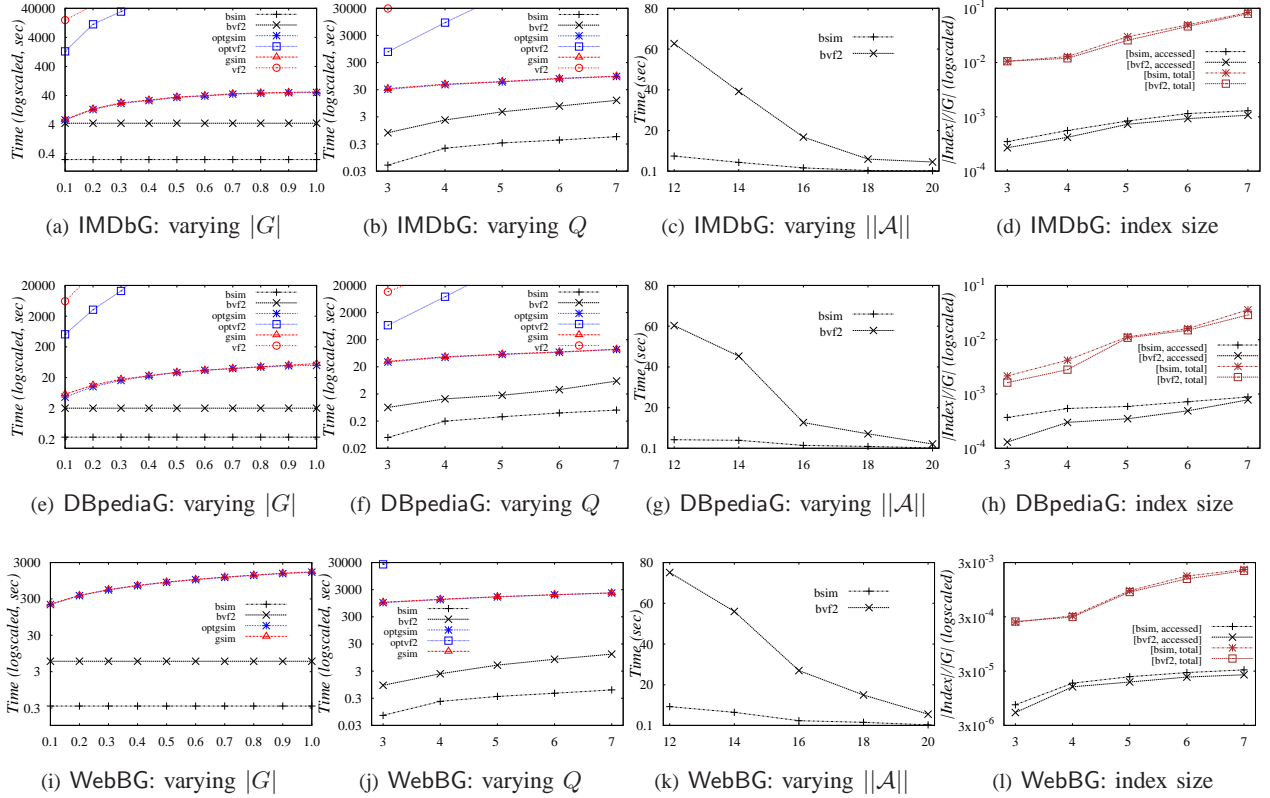 Time (logscaled, sec)
40000
4000
400
40
4
0.4
0.1 0.2 0.3 0.4 0.5 0.6 0.7 0.8 0.9 1.0
bsim
bvf2
optgsim
optvf2
gsim
vf2
(a) IMDbG: varying |G|
Time (logscaled, sec)
30000
3000
300
30
3
0.3
0.03
3 4 5 6 7
bsim
bvf2
optgsim
optvf2
gsim
vf2
(b) IMDbG: varying Q
Time (sec)
80
60
40
20
0.1
12 14 16 18 20
bsim
bvf2
(c) IMDbG: varying ||A||
|Index|/|G| (logscaled)
10-1
10-2
10-3
10-4
3 4 5 6 7
[bsim, accessed]
[bvf2, accessed]
[bsim, total]
[bvf2, total]
(d) IMDbG: index size
Time (logscaled, sec)
20000
2000
200
20
2
0.2
0.1 0.2 0.3 0.4 0.5 0.6 0.7 0.8 0.9 1.0
bsim
bvf2
optgsim
optvf2
gsim
vf2
(e) DBpediaG: varying |G|
Time (logscaled, sec)
20000
2000
200
20
2
0.2
0.02
3 4 5 6 7
bsim
bvf2
optgsim
optvf2
gsim
vf2
(f) DBpediaG: varying Q
Time (sec)
80
60
40
20
0.1
12 14 16 18 20
bsim
bvf2
(g) DBpediaG: varying ||A||
|Index|/|G| (logscaled)
10-1
10-2
10-3
10-4
3 4 5 6 7
[bsim, accessed]
[bvf2, accessed]
[bsim, total]
[bvf2, total]
(h) DBpediaG: index size
Time (logscaled, sec)
3000
300
30
3
0.3
0.1 0.2 0.3 0.4 0.5 0.6 0.7 0.8 0.9 1.0
bsim
bvf2
optgsim
gsim
(i) WebBG: varying |G|
Time (logscaled, sec)
30000
3000
300
30
3
0.3
0.03
3 4 5 6 7
bsim
bvf2
optgsim
optvf2
gsim
(j) WebBG: varying Q
Time (sec)
80
60
40
20
0.1
12 14 16 18 20
bsim
bvf2
(k) WebBG: varying ||A||
|Index|/|G| (logscaled)
3x10-3
3x10-4
3x10-5
3x10-6
3 4 5 6 7
[bsim, accessed]
[bvf2, accessed]
[bsim, total]
[bvf2, total]
(l) WebBG: index size